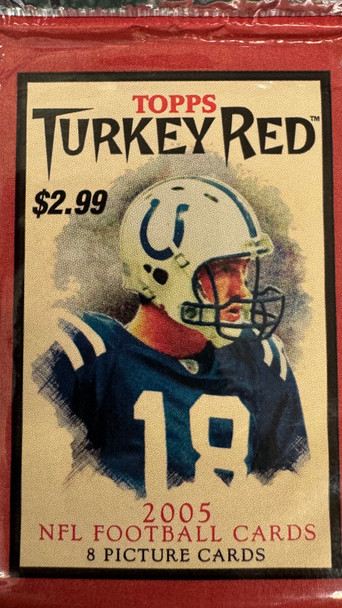 TOPPS
TURKEY RED™
$2.99
18
2005
NFL FOOTBALL CARDS
8 PICTURE CARDS